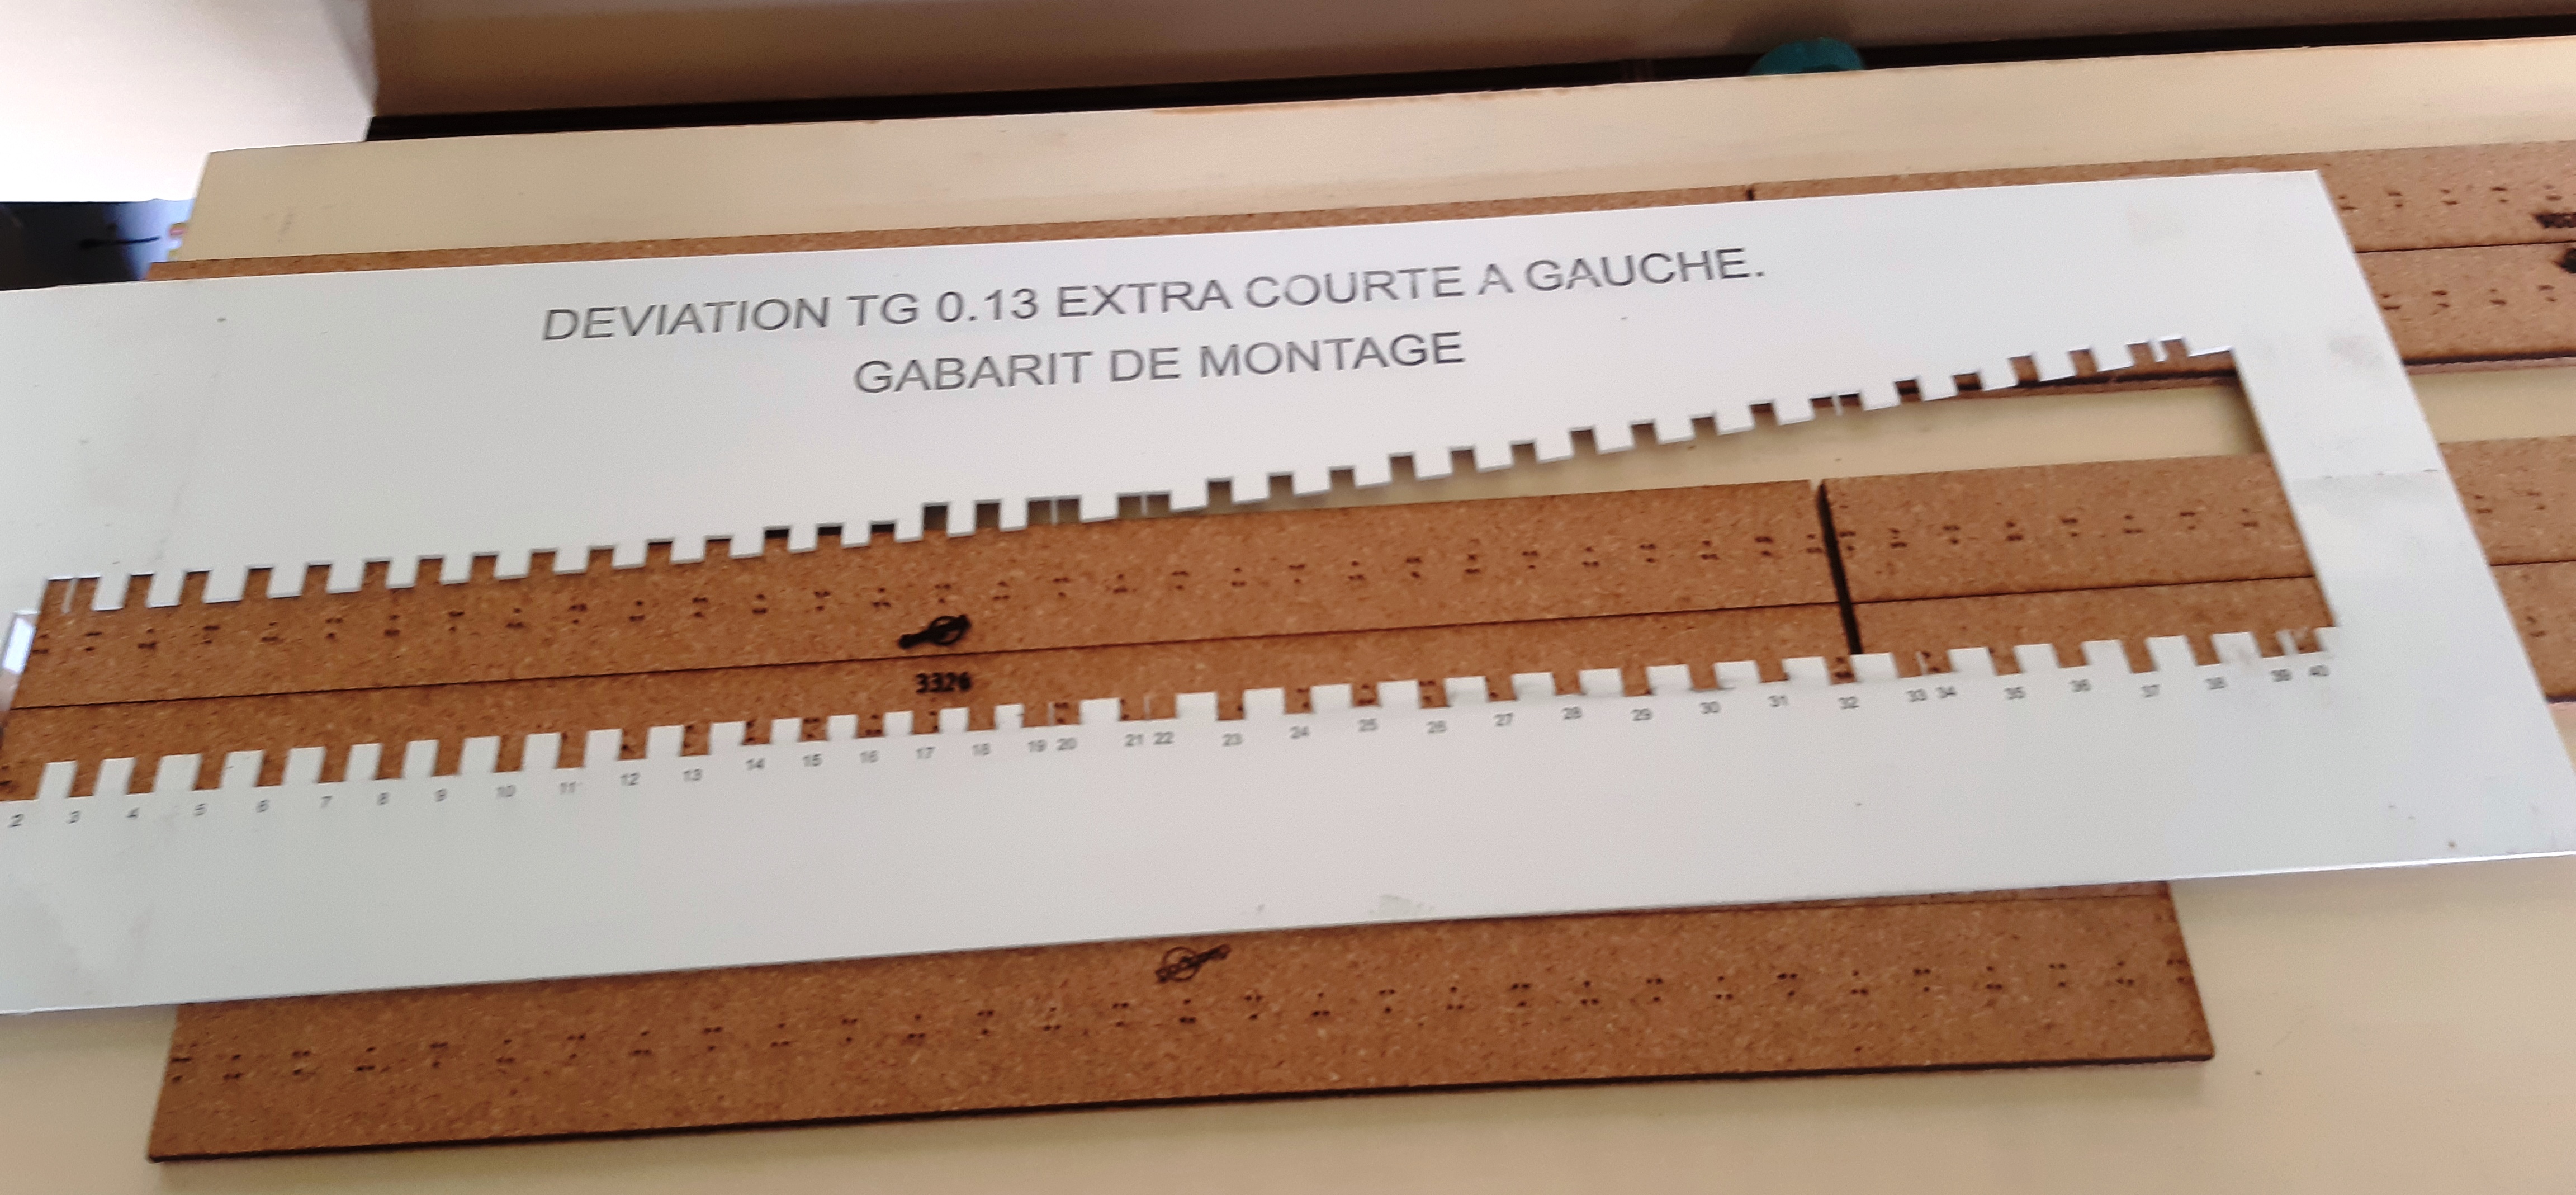 DEVIATION TG 0.13 EXTRA COURTE A GAUCHE.
GABARIT DE MONTAGE
3326
2 3 4 5 6 7 8 9 10 11 12 13 14 15 16 17 18 19 20 21 22 23 24 25 26 27 28 29 30 31 32 33 34 35 36 37 38 39 40